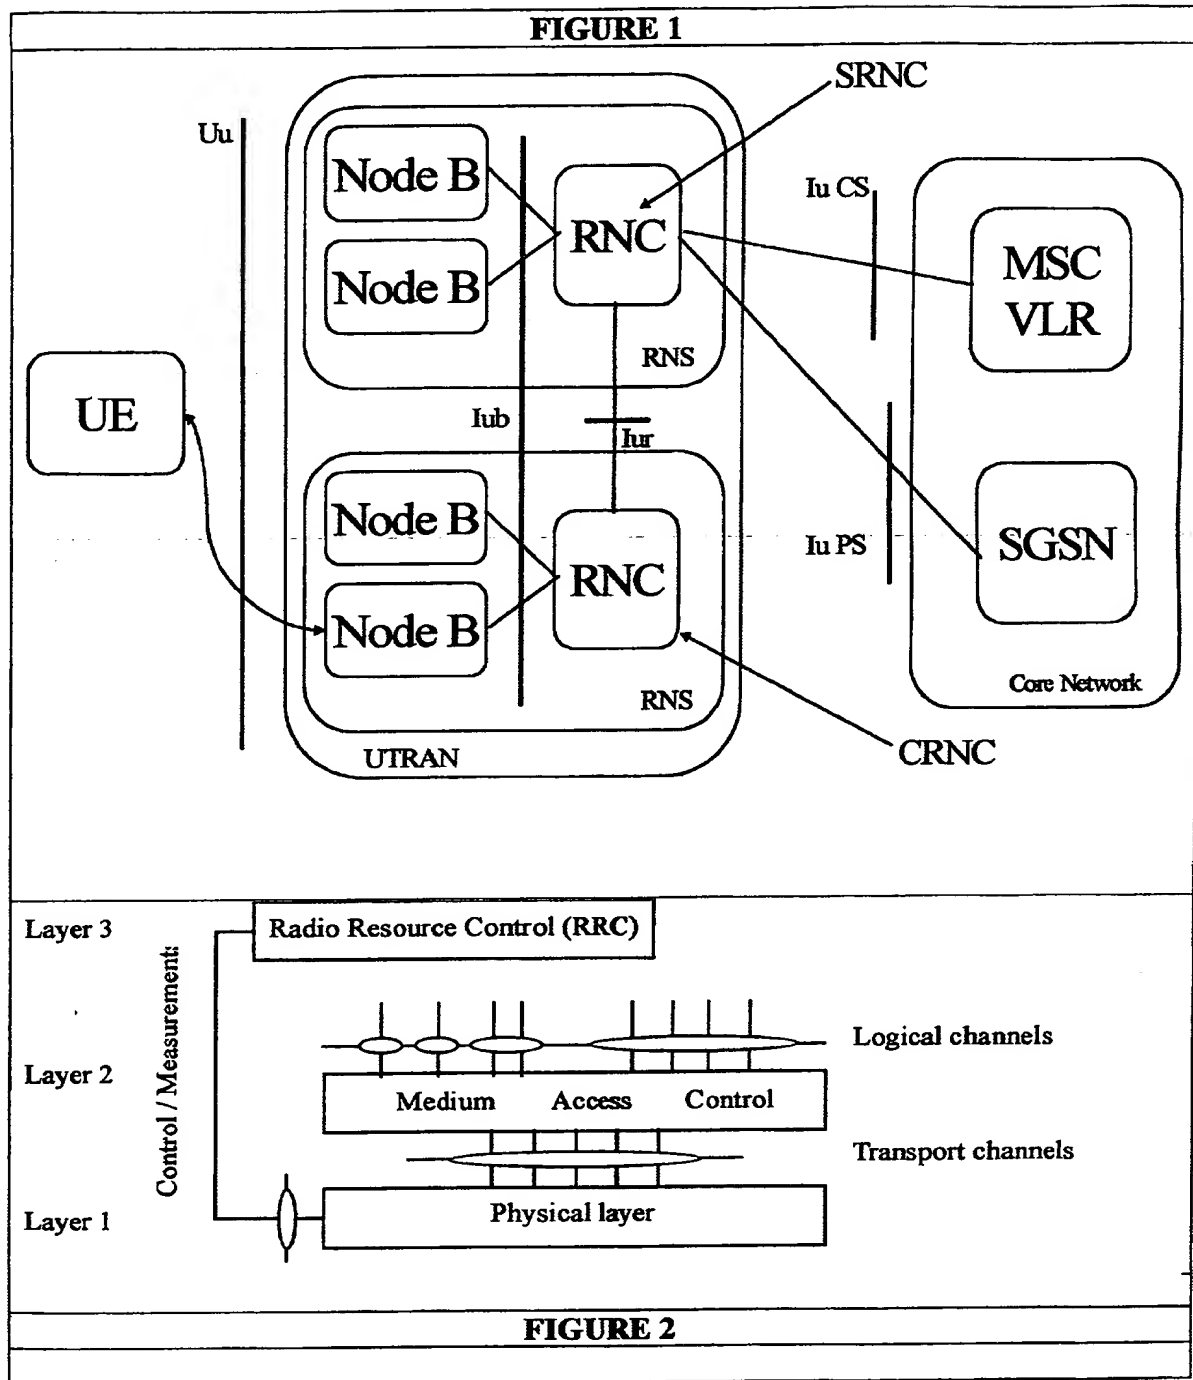 FIGURE 1
SRNC
Uu
Node B
Node B
RNC
RNS
Iu CS
MSC
VLR
UE
Iub
Iur
Node B
Node B
RNC
RNS
UTRAN
Iu PS
SGSN
Core Network
CRNC
Layer 3
Radio Resource Control (RRC)
Control / Measurements
Logical channels
Layer 2
Medium Access Control
Transport channels
Layer 1
Physical layer
FIGURE 2